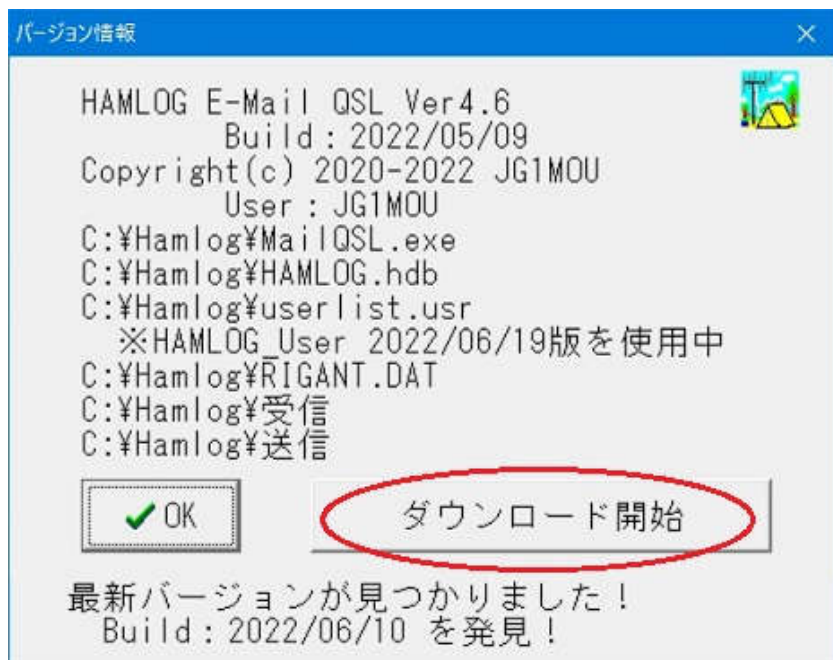 バージョン情報
HAMLOG E-Mail QSL Ver4.6
Build：2022/05/09
Copyright(c) 2020-2022 JG1MOU
User：JG1MOU
C:¥Hamlog¥MailQSL.exe
C:¥Hamlog¥HAMLOG.hdb
C:¥Hamlog¥userlist.usr
※HAMLOG_User 2022/06/19版を使用中
C:¥Hamlog¥RIGANT.DAT
C:¥Hamlog¥受信
C:¥Hamlog¥送信
OK ダウンロード開始
最新バージョンが見つかりました！
Build：2022/06/10 を発見！